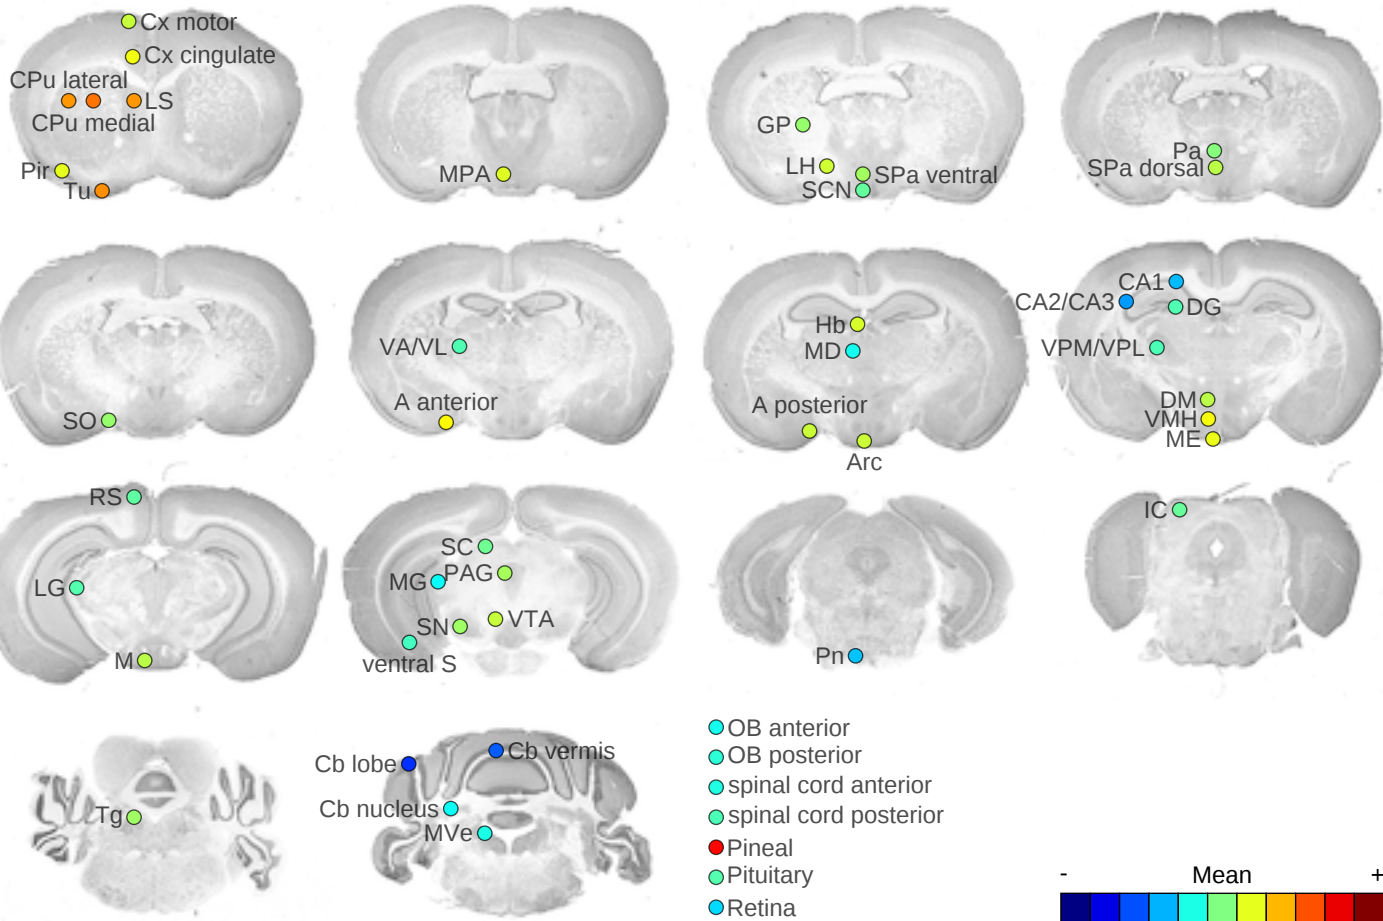 Cx motor
Cx cingulate
CPu lateral
LS
CPu medial
Pir
Tu
MPA
GP
LH
SPa ventral
SCN
Pa
SPa dorsal
SO
VA/VL
A anterior
Hb
MD
A posterior
Arc
CA1
CA2/CA3
DG
VPM/VPL
DM
VMH
ME
RS
LG
M
SC
PAG
MG
VTA
SN
ventral S
Pn
IC
Tg
Cb lobe
Cb vermis
Cb nucleus
MVe
OB anterior
OB posterior
spinal cord anterior
spinal cord posterior
Pineal
Pituitary
Retina
- Mean +